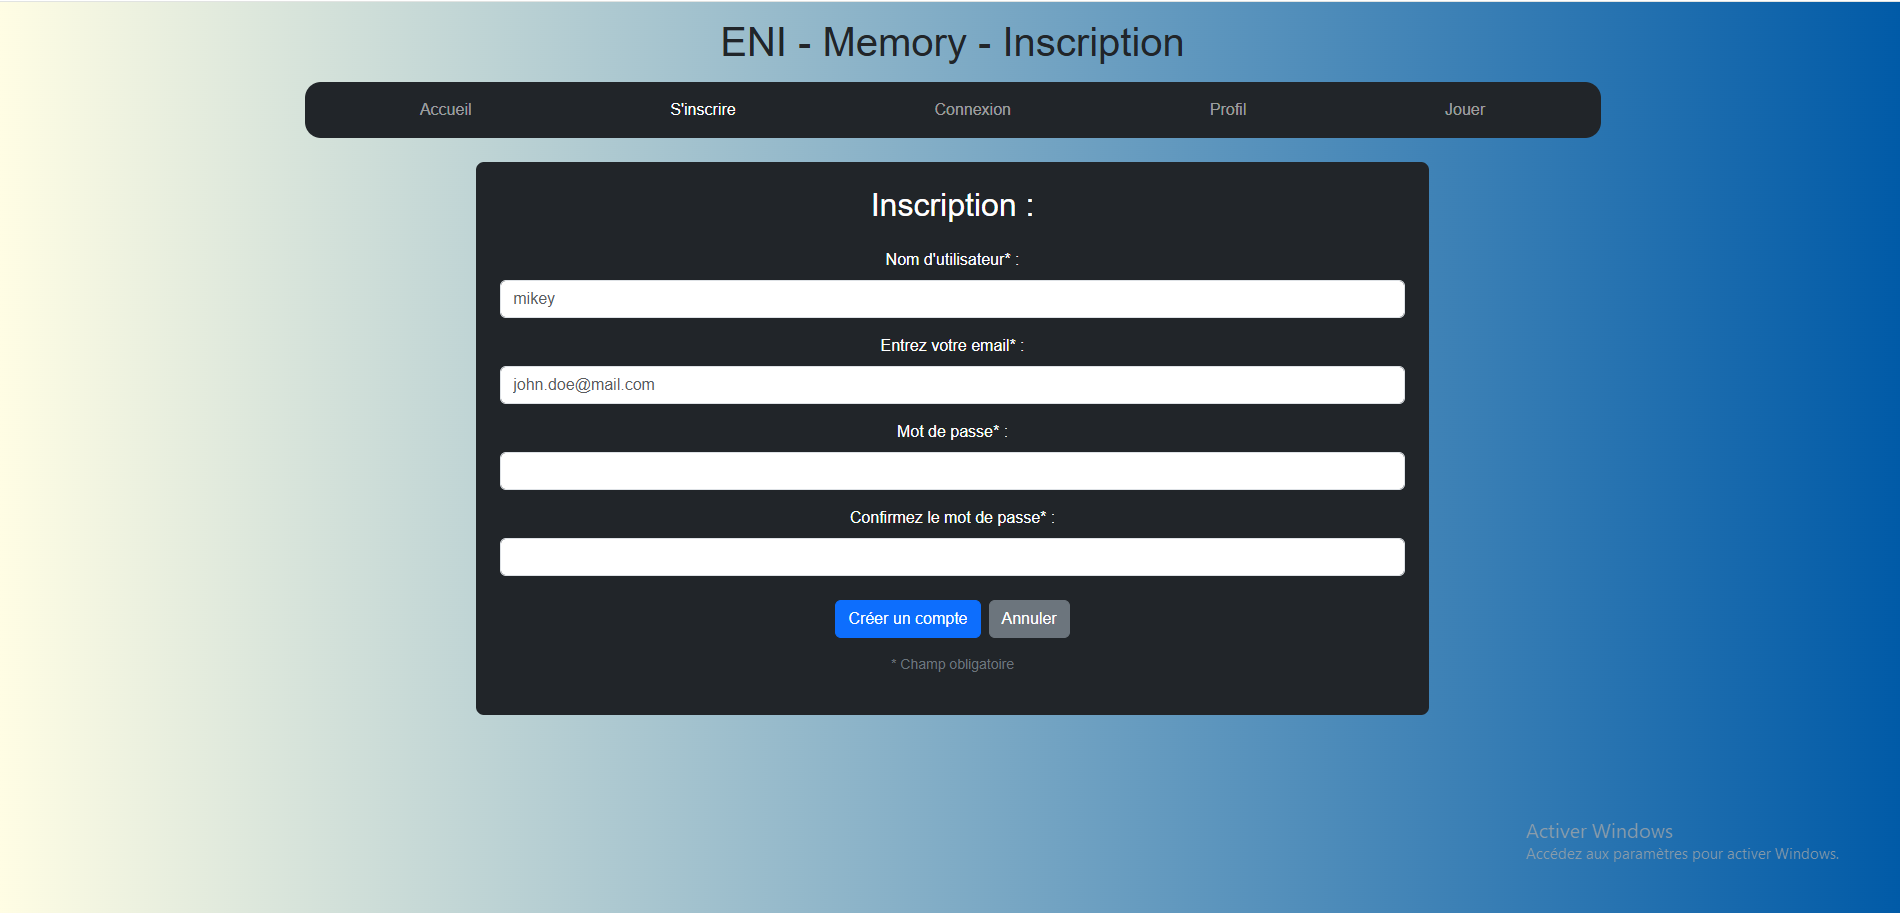 ENI - Memory - Inscription
Accueil S'inscrire Connexion Profil Jouer
Inscription :
Nom d'utilisateur* :
mikey
Entrez votre email* :
john.doe@mail.com
Mot de passe* :
Confirmez le mot de passe* :
Créer un compte Annuler
* Champ obligatoire
Activer Windows
Accédez aux paramètres pour activer Windows.